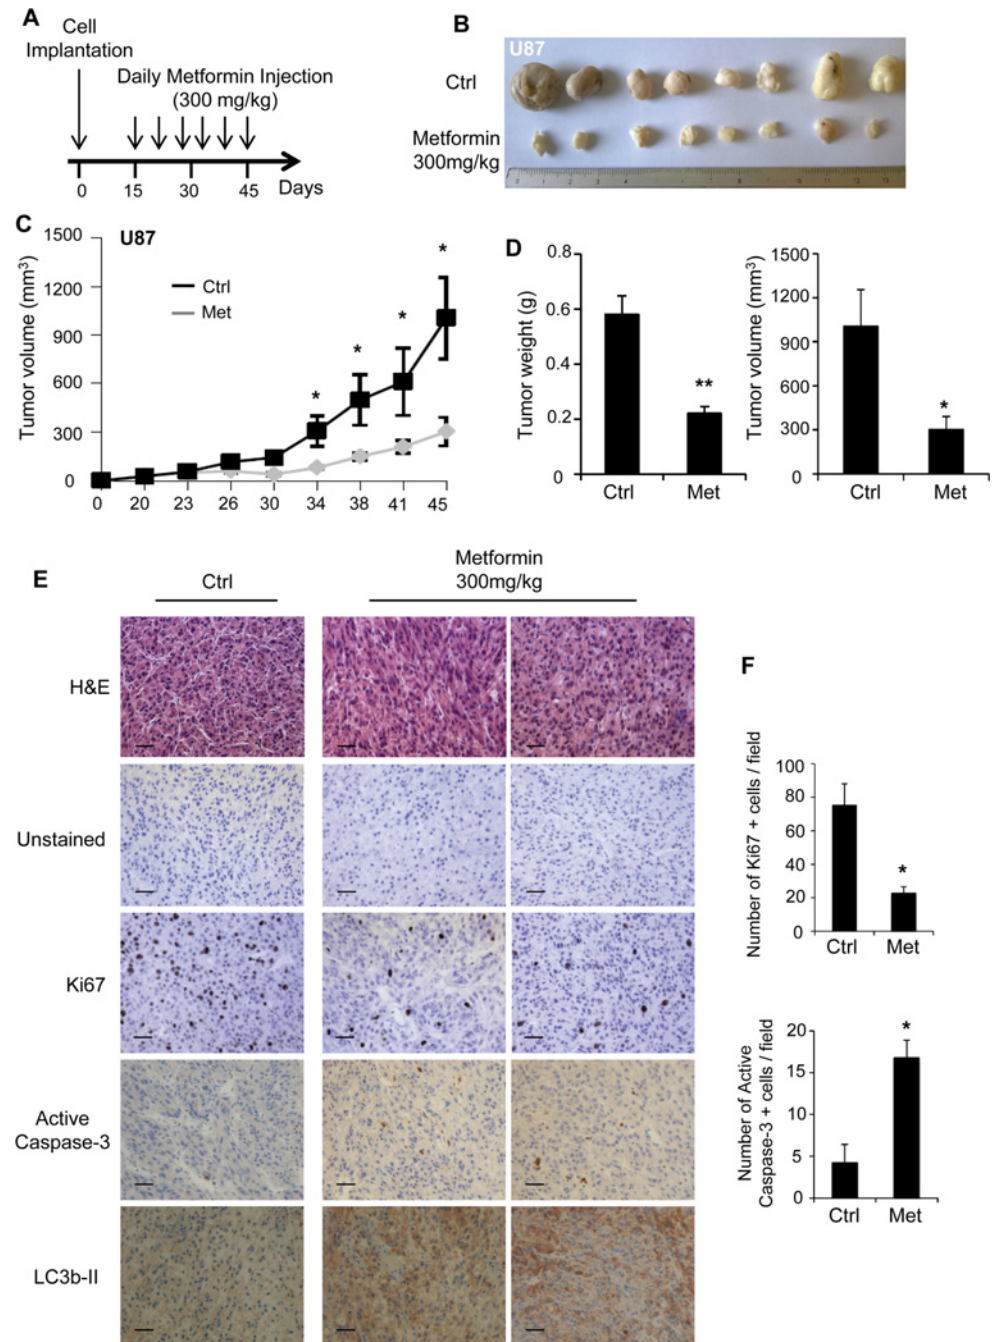 A
Cell
Implantation
Daily Metformin Injection
(300 mg/kg)
0 15 30 45 Days
B
U87
Ctrl
Metformin
300mg/kg
0 1 2 3 4
C
U87
Tumor volume (mm3)
1500
1200
900
600
300
0
Ctrl
Met
* * * * *
0 20 23 26 30 34 38 41 45
D
Tumor weight (g)
0.8
0.6
0.4
0.2
0
**
Ctrl Met
Tumor volume (mm3)
1500
1200
900
600
300
0
*
Ctrl Met
E
Ctrl
Metformin
300mg/kg
H&E
Unstained
Ki67
Active
Caspase-3
LC3b-II
F
Number of Ki67 + cells / field
100
80
60
40
20
0
*
Ctrl Met
Number of Active
Caspase-3 + cells / field
20
15
10
5
0
*
Ctrl Met